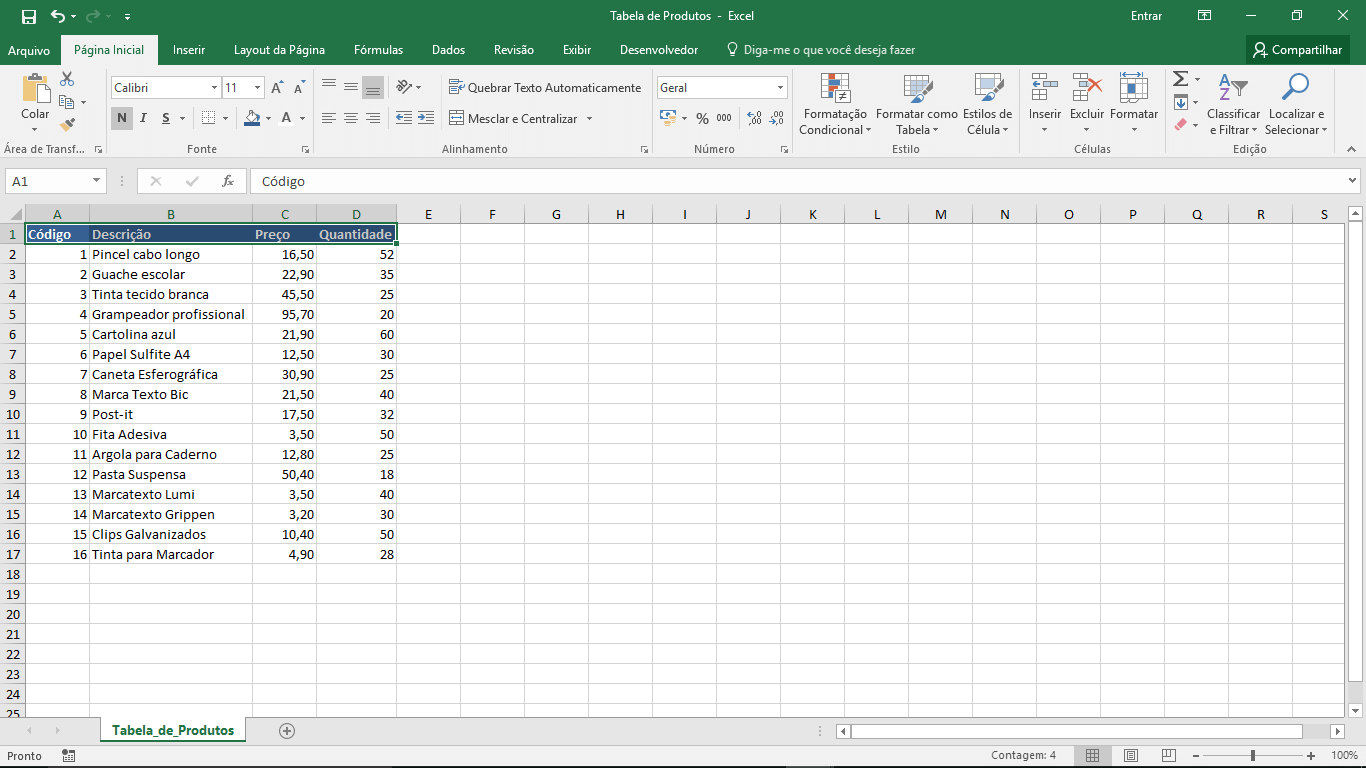 Tabela de Produtos - Excel
Entrar
Arquivo Página Inicial Inserir Layout da Página Fórmulas Dados Revisão Exibir Desenvolvedor Diga-me o que você deseja fazer Compartilhar
Colar
Calibri 11
N I S A
Quebrar Texto Automaticamente
Mesclar e Centralizar
Geral
% 000
Formatação Condicional
Formatar como Tabela
Estilos de Célula
Inserir
Excluir
Formatar
Classificar e Filtrar
Localizar e Selecionar
Área de Transf... Fonte Alinhamento Número Estilo Células Edição
A1 fx Código
A B C D E F G H I J K L M N O P Q R S
1 Código Descrição Preço Quantidade
2 1 Pincel cabo longo 16,50 52
3 2 Guache escolar 22,90 35
4 3 Tinta tecido branca 45,50 25
5 4 Grampeador profissional 95,70 20
6 5 Cartolina azul 21,90 60
7 6 Papel Sulfite A4 12,50 30
8 7 Caneta Esferográfica 30,90 25
9 8 Marca Texto Bic 21,50 40
10 9 Post-it 17,50 32
11 10 Fita Adesiva 3,50 50
12 11 Argola para Caderno 12,80 25
13 12 Pasta Suspensa 50,40 18
14 13 Marcatexto Lumi 3,50 40
15 14 Marcatexto Grippen 3,20 30
16 15 Clips Galvanizados 10,40 50
17 16 Tinta para Marcador 4,90 28
18
19
20
21
22
23
24
25
Tabela_de_Produtos
Pronto Contagem: 4 100%